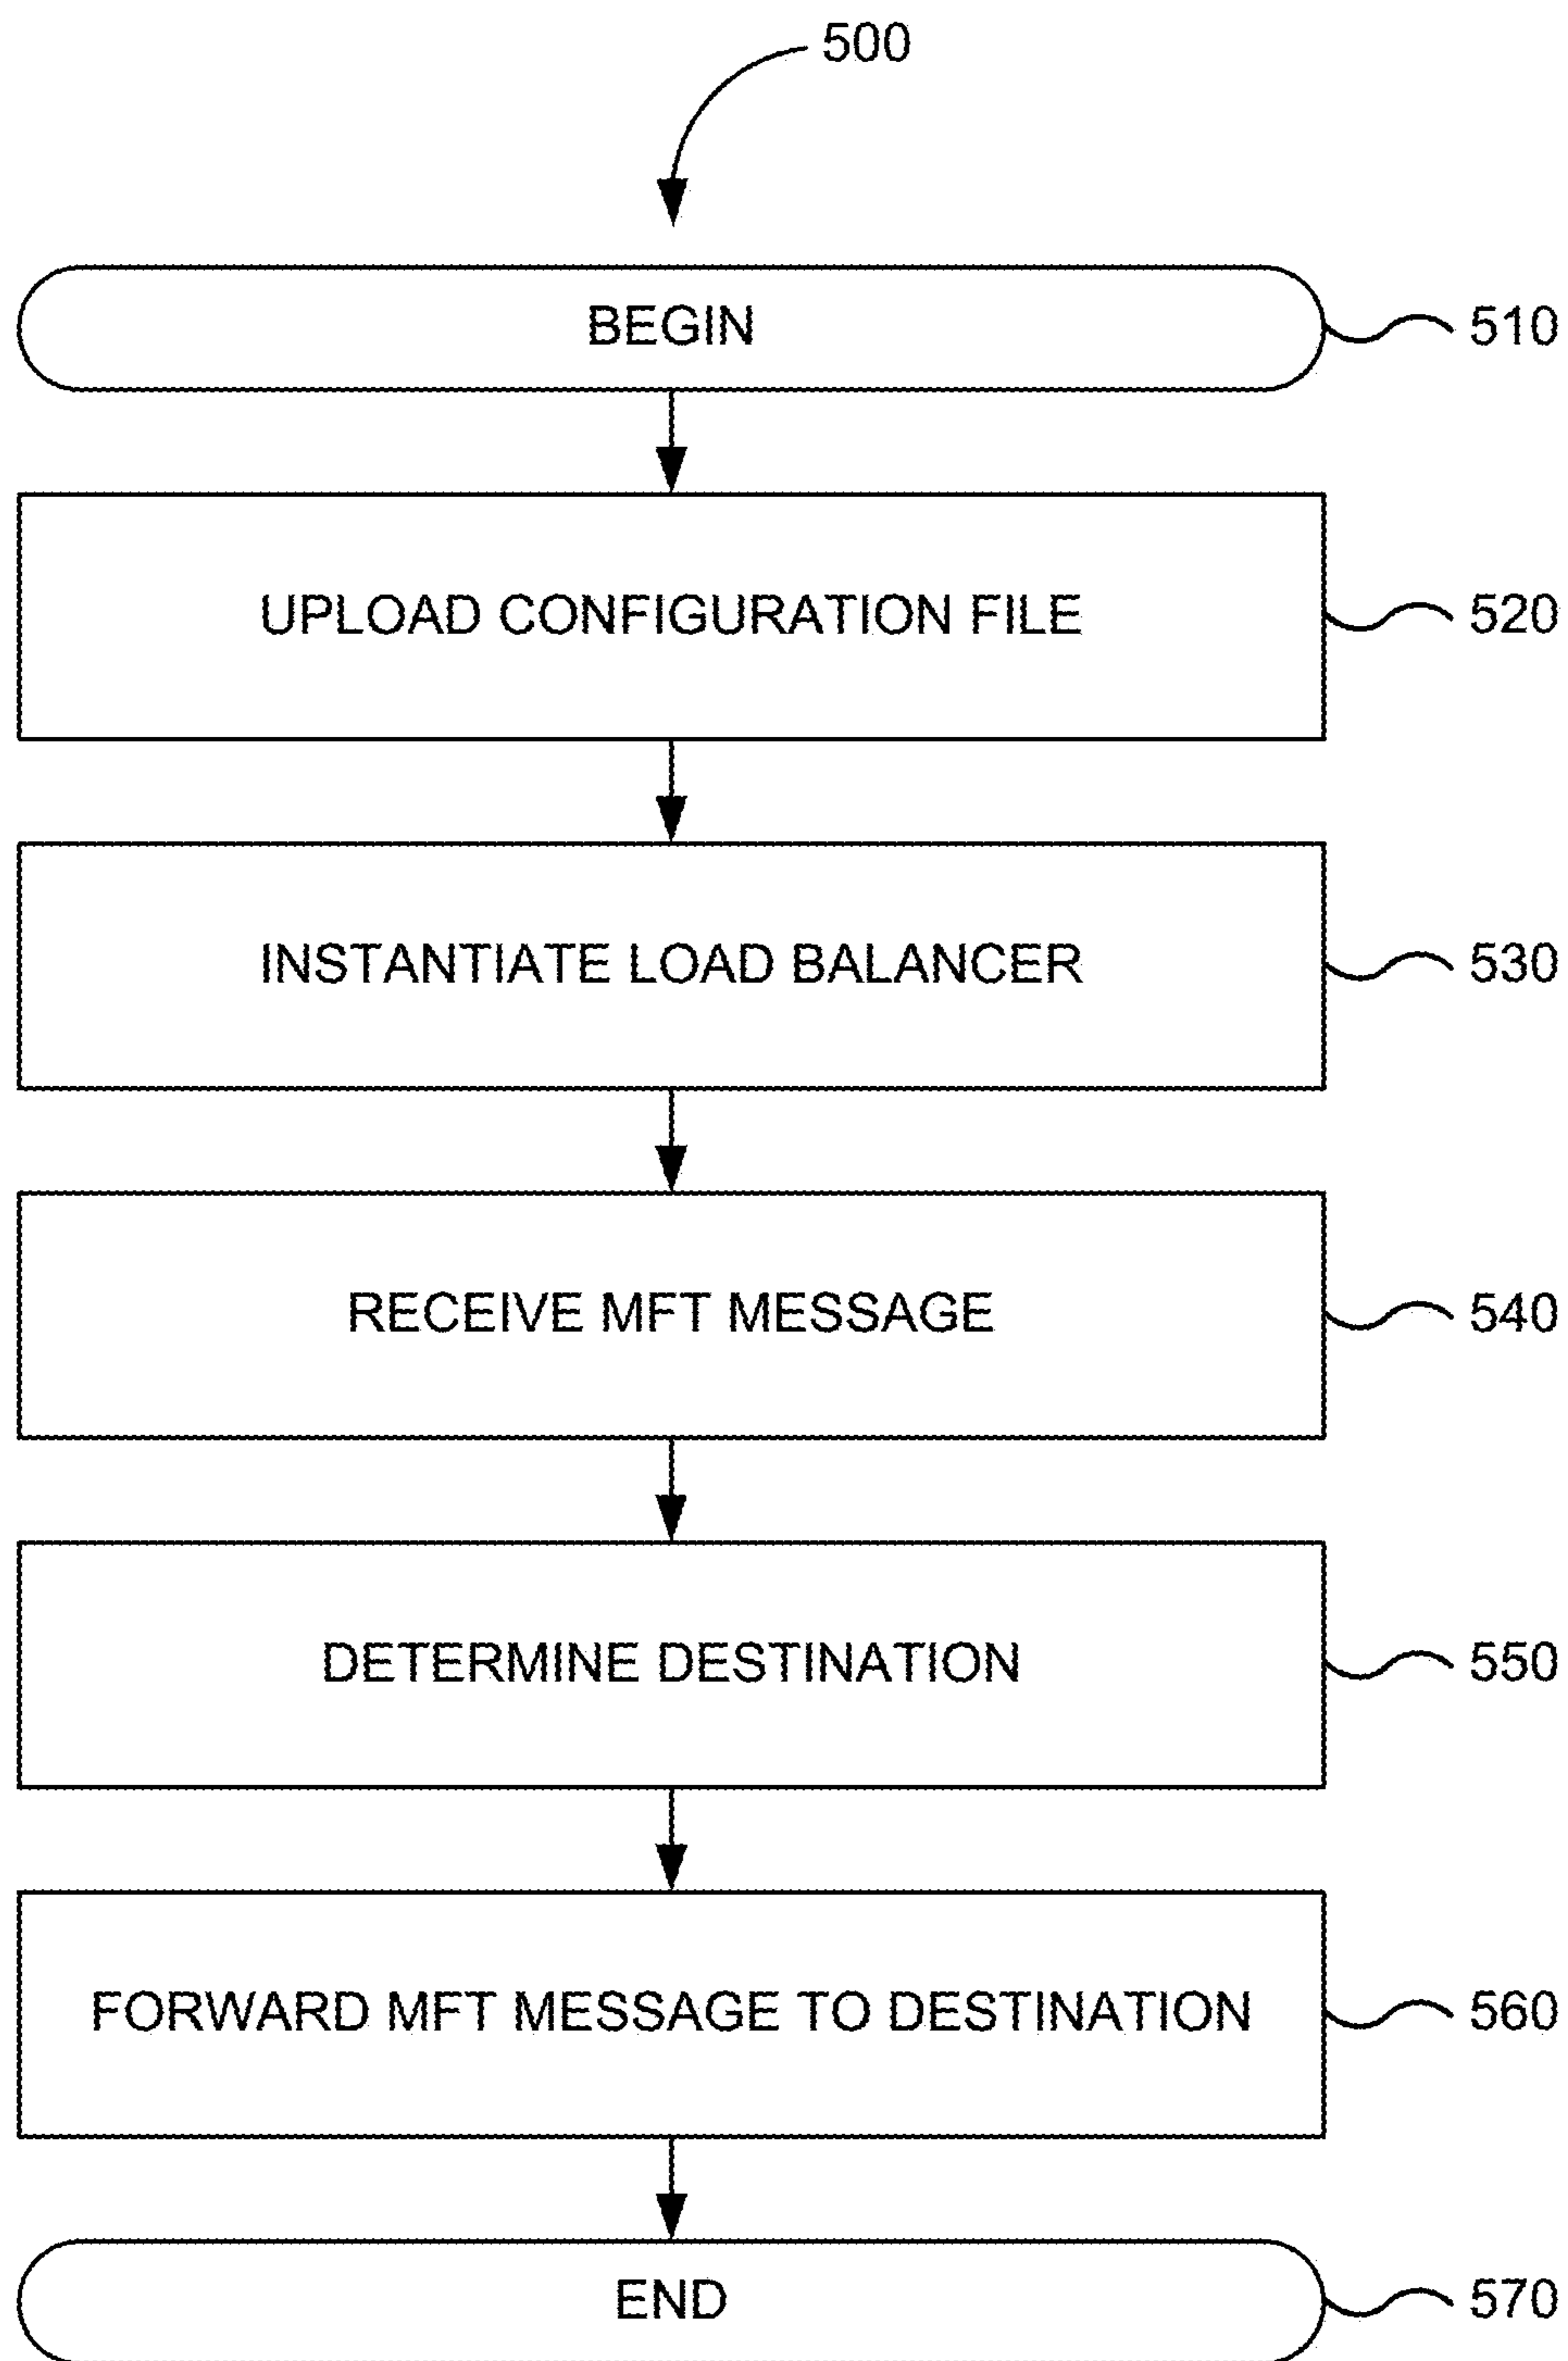 500
BEGIN
510
UPLOAD CONFIGURATION FILE
520
INSTANTIATE LOAD BALANCER
530
RECEIVE MFT MESSAGE
540
DETERMINE DESTINATION
550
FORWARD MFT MESSAGE TO DESTINATION
560
END
570